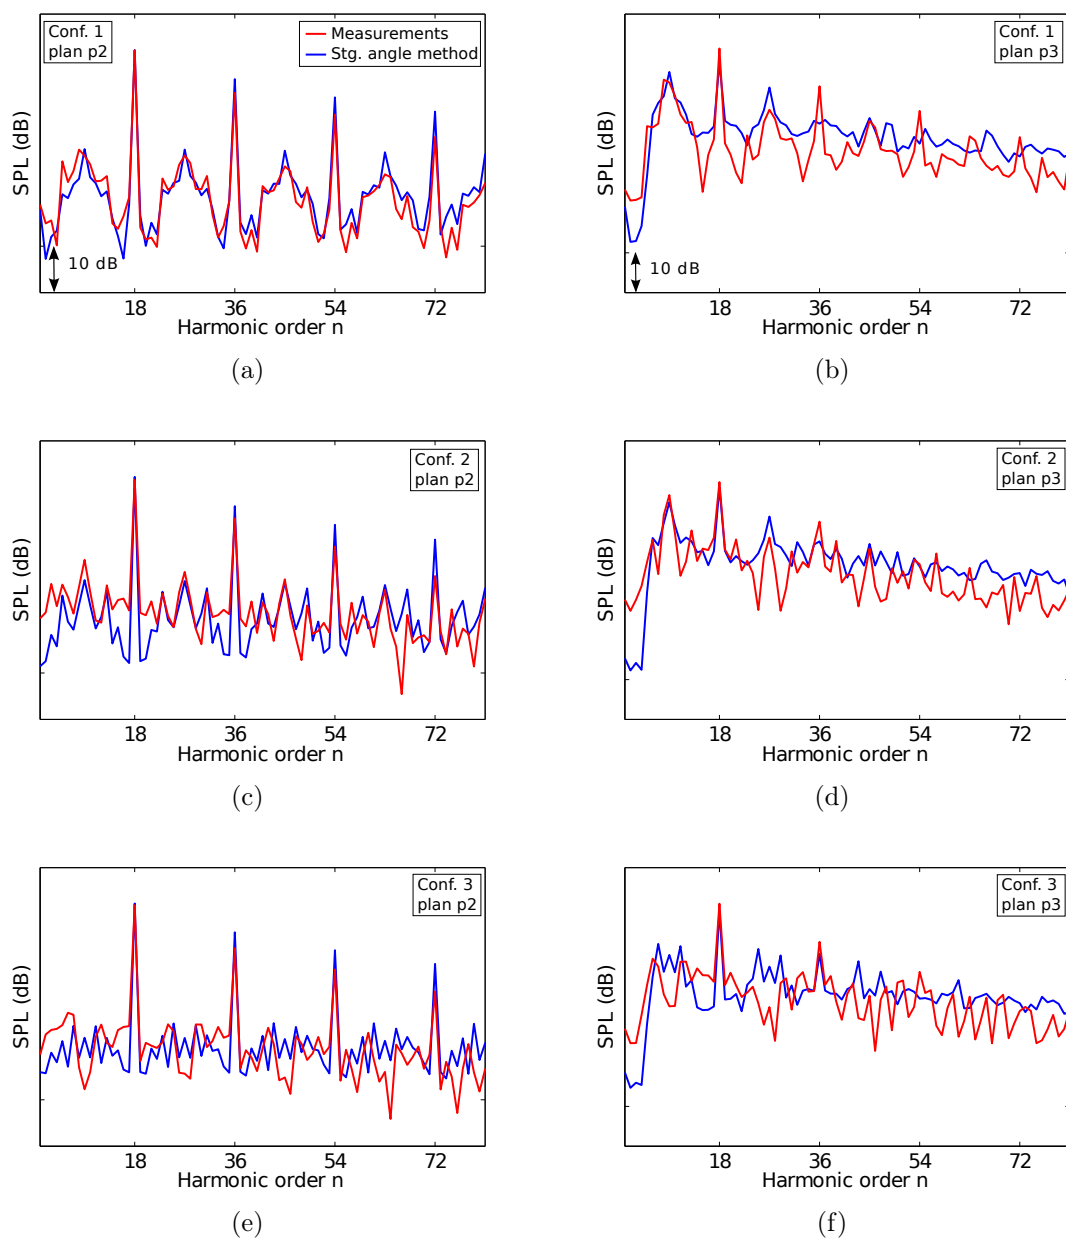 Conf. 1
plan p2
Measurements
Stg. angle method
SPL (dB)
10 dB
18 36 54 72
Harmonic order n
(a)
Conf. 1
plan p3
SPL (dB)
10 dB
18 36 54 72
Harmonic order n
(b)
Conf. 2
plan p2
SPL (dB)
18 36 54 72
Harmonic order n
(c)
Conf. 2
plan p3
SPL (dB)
18 36 54 72
Harmonic order n
(d)
Conf. 3
plan p2
SPL (dB)
18 36 54 72
Harmonic order n
(e)
Conf. 3
plan p3
SPL (dB)
18 36 54 72
Harmonic order n
(f)